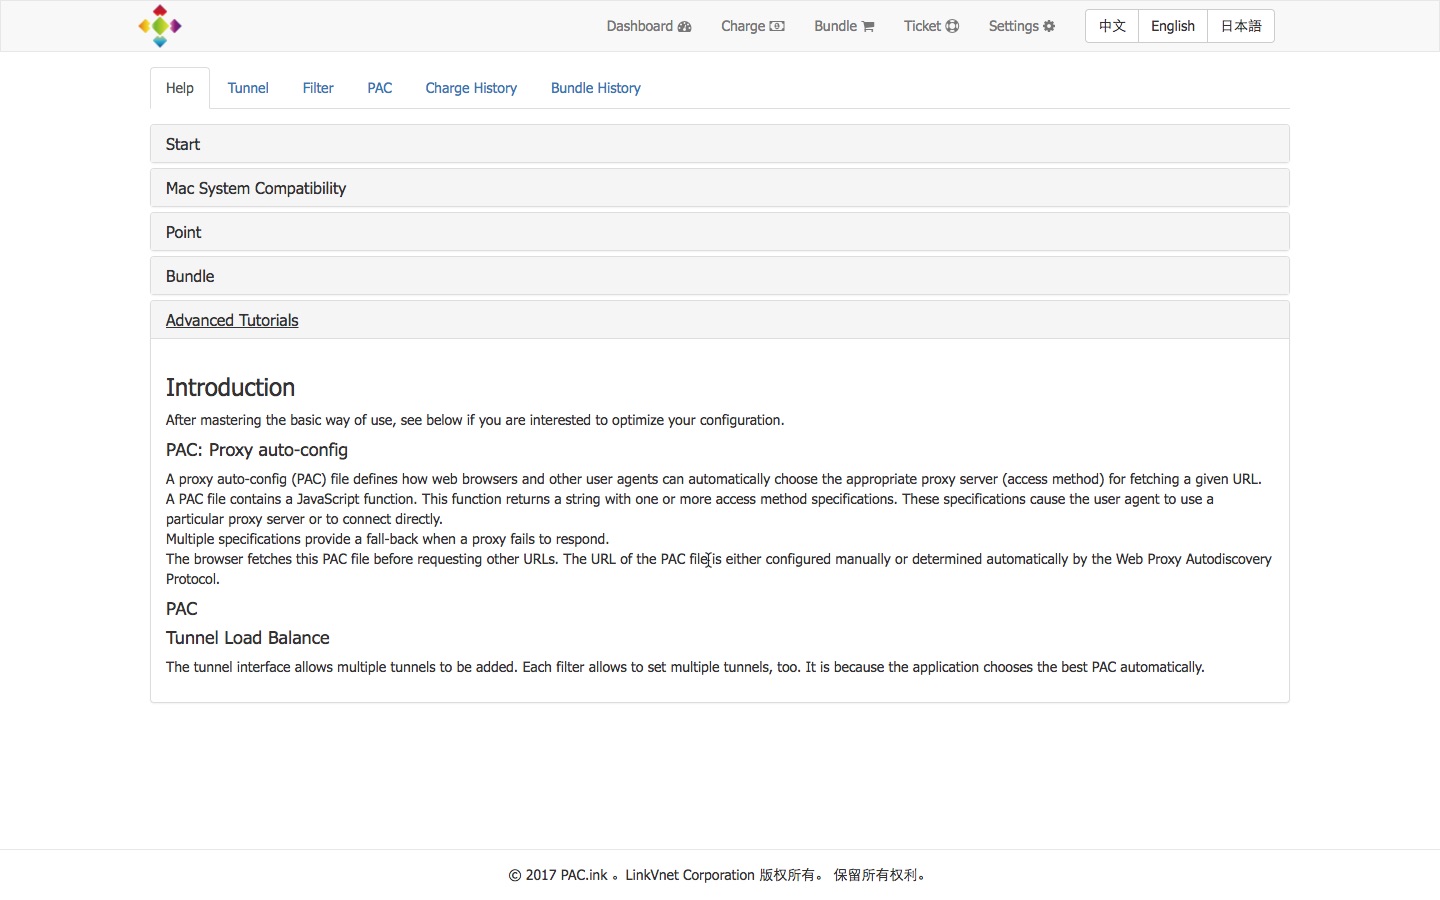 Dashboard Charge Bundle Ticket Settings 中文 English 日本語
Help Tunnel Filter PAC Charge History Bundle History
Start
Mac System Compatibility
Point
Bundle
Advanced Tutorials
Introduction
After mastering the basic way of use, see below if you are interested to optimize your configuration.
PAC: Proxy auto-config
A proxy auto-config (PAC) file defines how web browsers and other user agents can automatically choose the appropriate proxy server (access method) for fetching a given URL.
A PAC file contains a JavaScript function. This function returns a string with one or more access method specifications. These specifications cause the user agent to use a
particular proxy server or to connect directly.
Multiple specifications provide a fall-back when a proxy fails to respond.
The browser fetches this PAC file before requesting other URLs. The URL of the PAC file is either configured manually or determined automatically by the Web Proxy Autodiscovery
Protocol.
PAC
Tunnel Load Balance
The tunnel interface allows multiple tunnels to be added. Each filter allows to set multiple tunnels, too. It is because the application chooses the best PAC automatically.
© 2017 PAC.ink 。LinkVnet Corporation 版权所有。 保留所有权利。